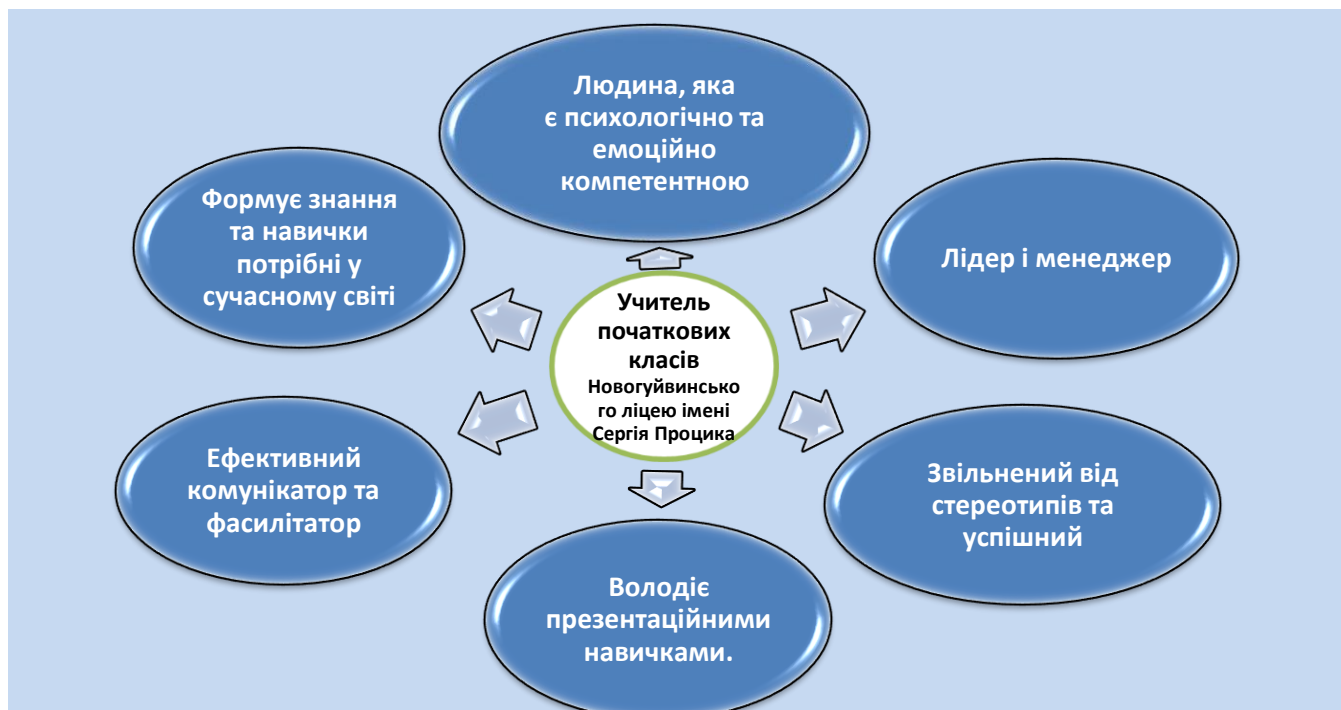 Людина, яка
є психологічно та
емоційно
компетентною
Формує знання
та навички
потрібні у
сучасному світі
Лідер і менеджер
Учитель
початкових
класів
Новогуйвинсько
го ліцею імені
Сергія Процика
Ефективний
комунікатор та
фасилітатор
Звільнений від
стереотипів та
успішний
Володіє
презентаційними
навичками.